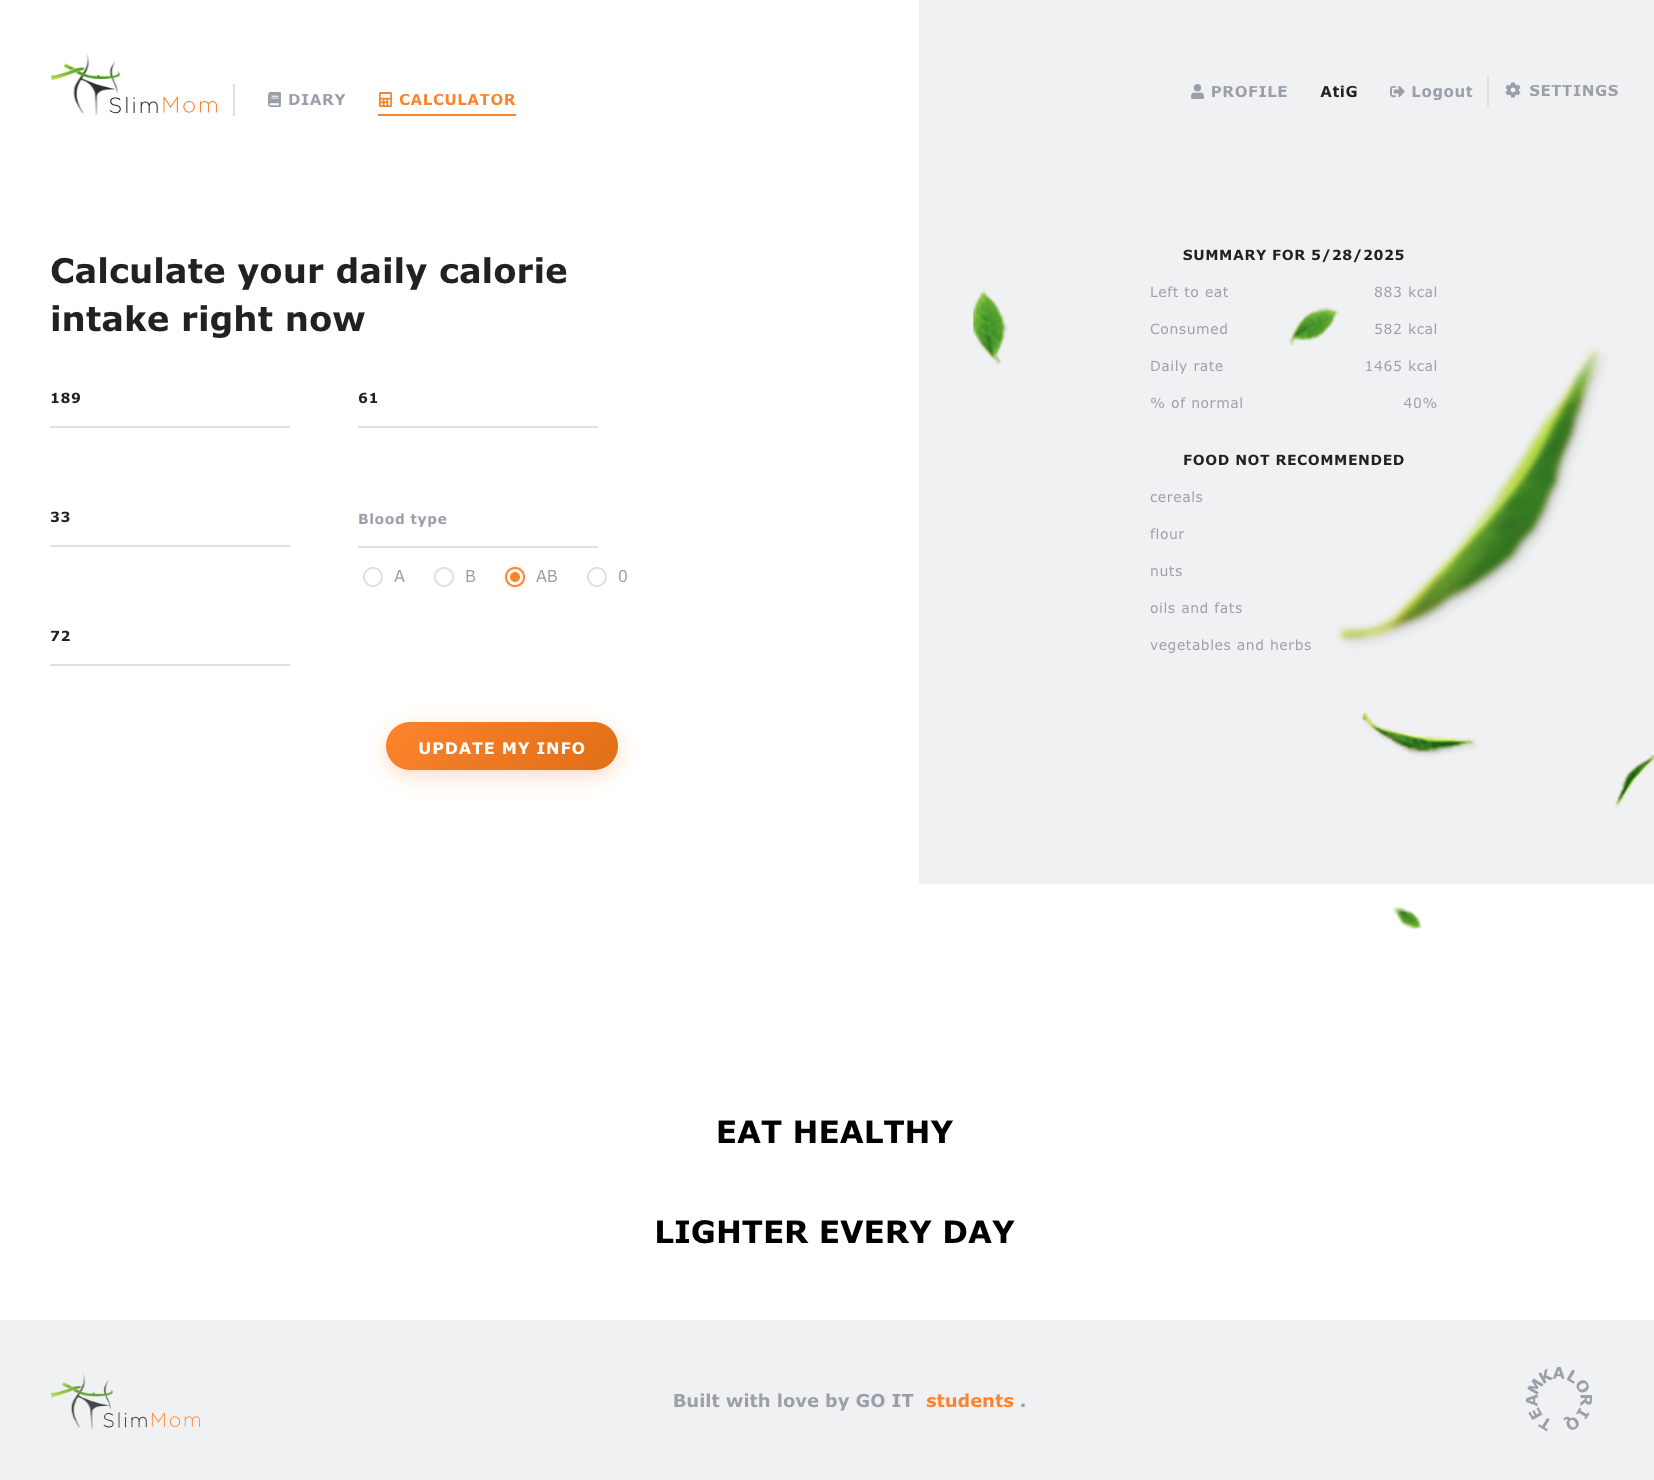 SlimMom
DIARY
CALCULATOR
PROFILE
AtiG
Logout
SETTINGS
Calculate your daily calorie
intake right now
189
61
33
Blood type
A
B
AB
0
72
UPDATE MY INFO
SUMMARY FOR 5/28/2025
Left to eat 883 kcal
Consumed 582 kcal
Daily rate 1465 kcal
% of normal 40%
FOOD NOT RECOMMENDED
cereals
flour
nuts
oils and fats
vegetables and herbs
EAT HEALTHY
LIGHTER EVERY DAY
SlimMom
Built with love by GO IT students .
TEAMKALORIQ